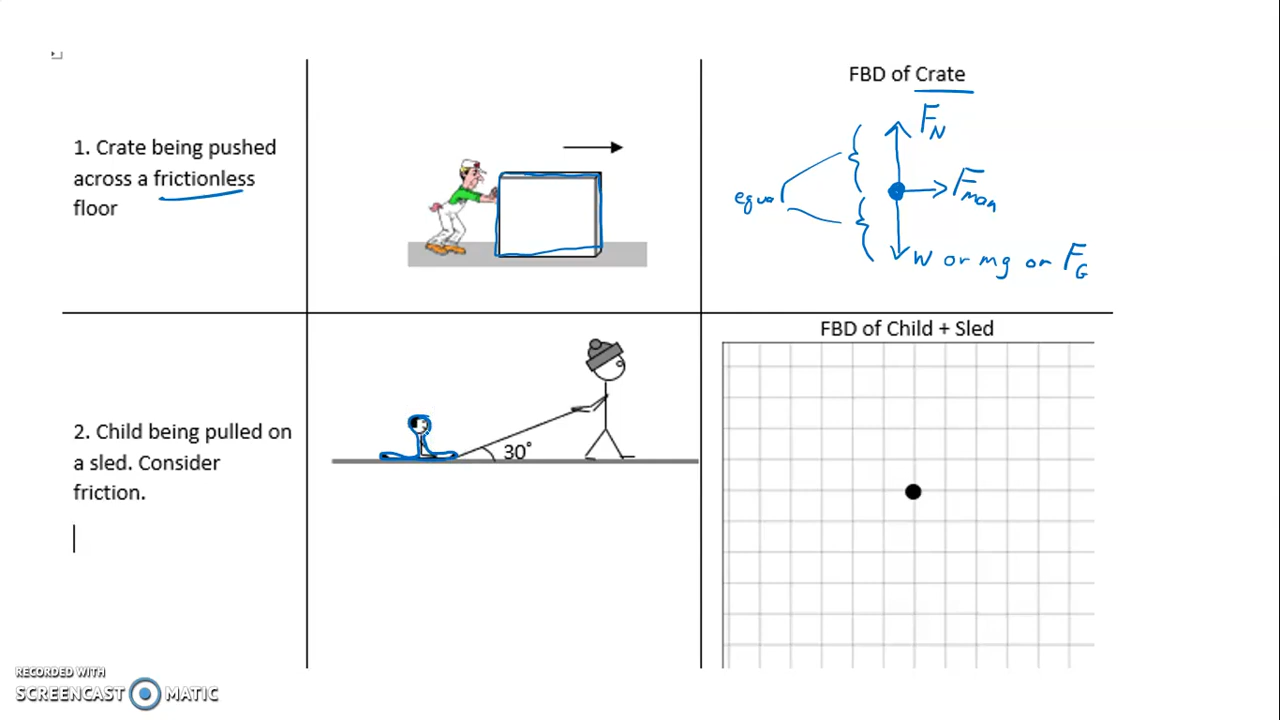 1. Crate being pushed
across a frictionless
floor
FBD of Crate
F_N
equal
F_man
W or mg or F_G
2. Child being pulled on
a sled. Consider
friction.
30°
FBD of Child + Sled
RECORDED WITH
SCREENCAST MATIC